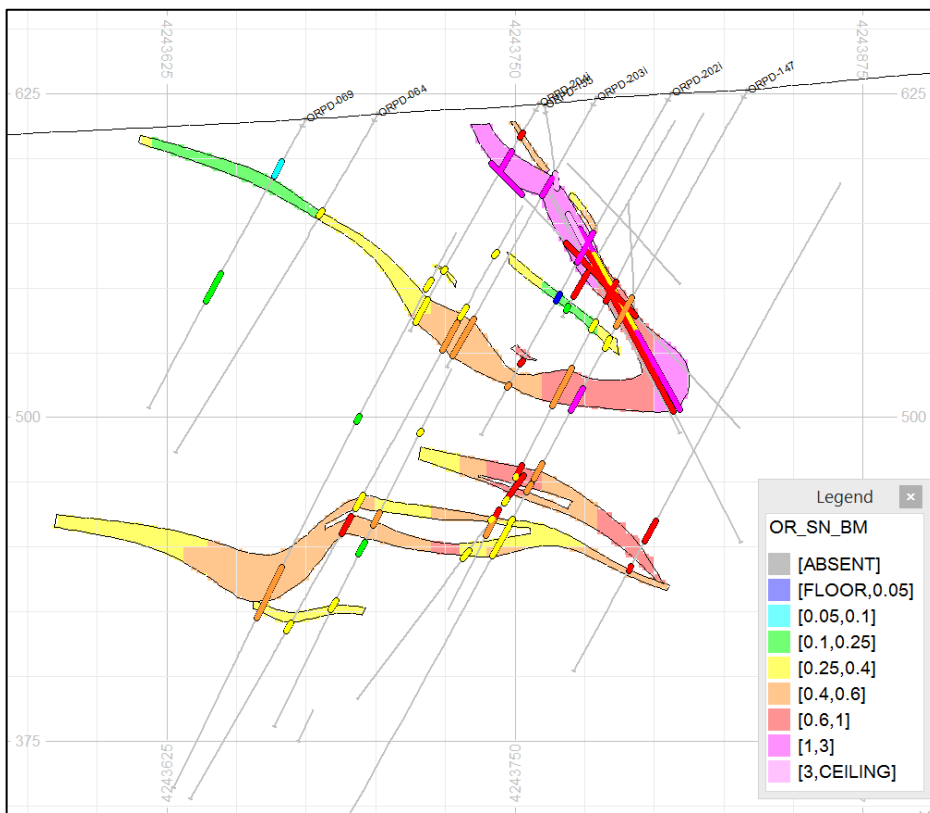 4243625
4243750
4243875
625
625
ORPD-069
ORPD-064
ORPD-204i
ORPD-203i
ORPD-202i
ORPD-147
500
500
375
4243625
4243750
Legend
OR_SN_BM
[ABSENT]
[FLOOR,0.05]
[0.05,0.1]
[0.1,0.25]
[0.25,0.4]
[0.4,0.6]
[0.6,1]
[1,3]
[3,CEILING]